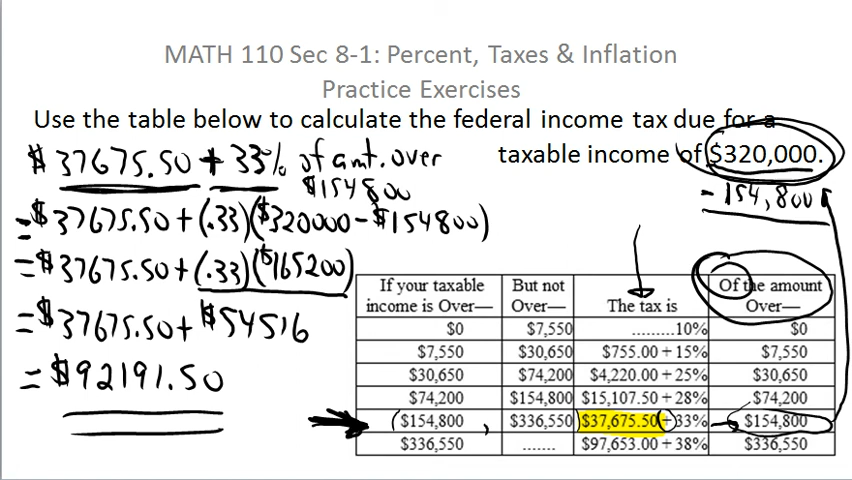 MATH 110 Sec 8-1: Percent, Taxes & Inflation
Practice Exercises
Use the table below to calculate the federal income tax due for a
taxable income of $320,000.
$37675.50 + 33% of amt. over
$154800
- 154,800
= $37675.50 + (.33)($320000 - $154800)
= $37675.50 + (.33)($165200)
= $37675.50 + $54516
= $92191.50
If your taxable income is Over— But not Over— The tax is Of the amount Over—
$0 $7,550 .........10% $0
$7,550 $30,650 $755.00 + 15% $7,550
$30,650 $74,200 $4,220.00 + 25% $30,650
$74,200 $154,800 $15,107.50 + 28% $74,200
$154,800 $336,550 $37,675.50 + 33% $154,800
$336,550 ....... $97,653.00 + 38% $336,550